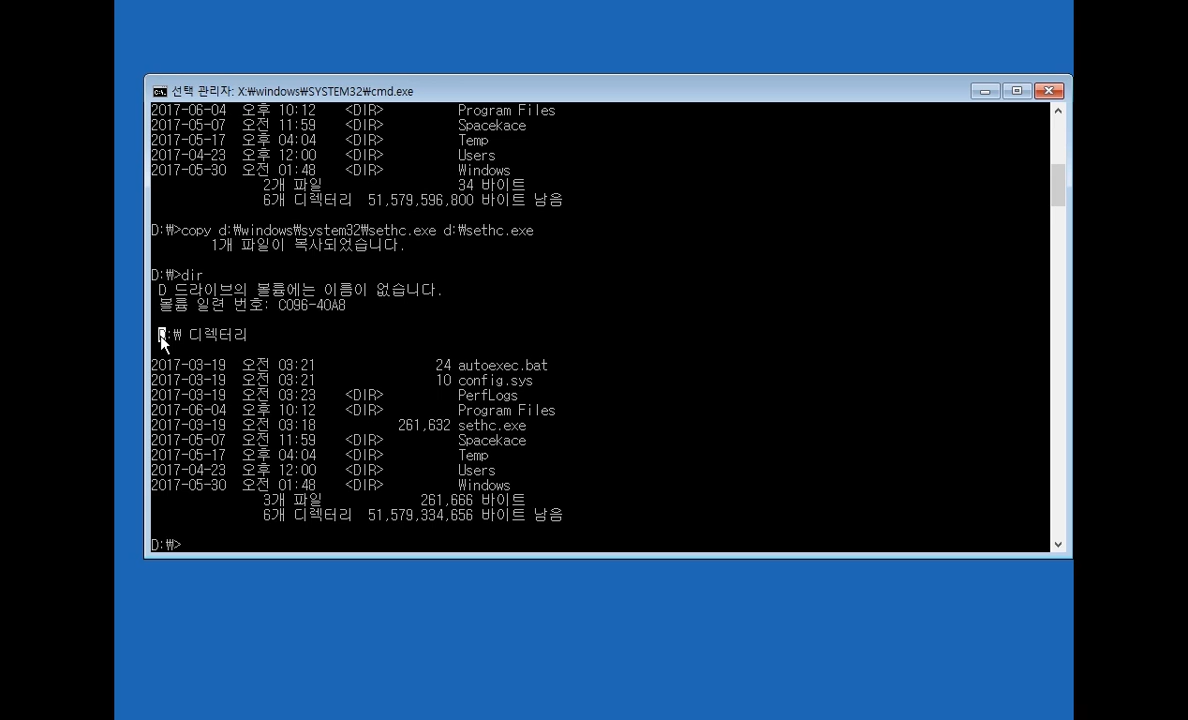 선택 관리자: X:₩windows₩SYSTEM32₩cmd.exe
2017-06-04 오후 10:12 <DIR> Program Files
2017-05-07 오전 11:59 <DIR> Spacekace
2017-05-17 오후 04:04 <DIR> Temp
2017-04-23 오후 12:00 <DIR> Users
2017-05-30 오전 01:48 <DIR> Windows
2개 파일 34 바이트
6개 디렉터리 51,579,596,800 바이트 남음
D:₩>copy d:₩windows₩system32₩sethc.exe d:₩sethc.exe
1개 파일이 복사되었습니다.
D:₩>dir
D 드라이브의 볼륨에는 이름이 없습니다.
볼륨 일련 번호: C096-40A8
D:₩ 디렉터리
2017-03-19 오전 03:21 24 autoexec.bat
2017-03-19 오전 03:21 10 config.sys
2017-03-19 오전 03:23 <DIR> PerfLogs
2017-06-04 오후 10:12 <DIR> Program Files
2017-03-19 오전 03:18 261,632 sethc.exe
2017-05-07 오전 11:59 <DIR> Spacekace
2017-05-17 오후 04:04 <DIR> Temp
2017-04-23 오후 12:00 <DIR> Users
2017-05-30 오전 01:48 <DIR> Windows
3개 파일 261,666 바이트
6개 디렉터리 51,579,334,656 바이트 남음
D:₩>